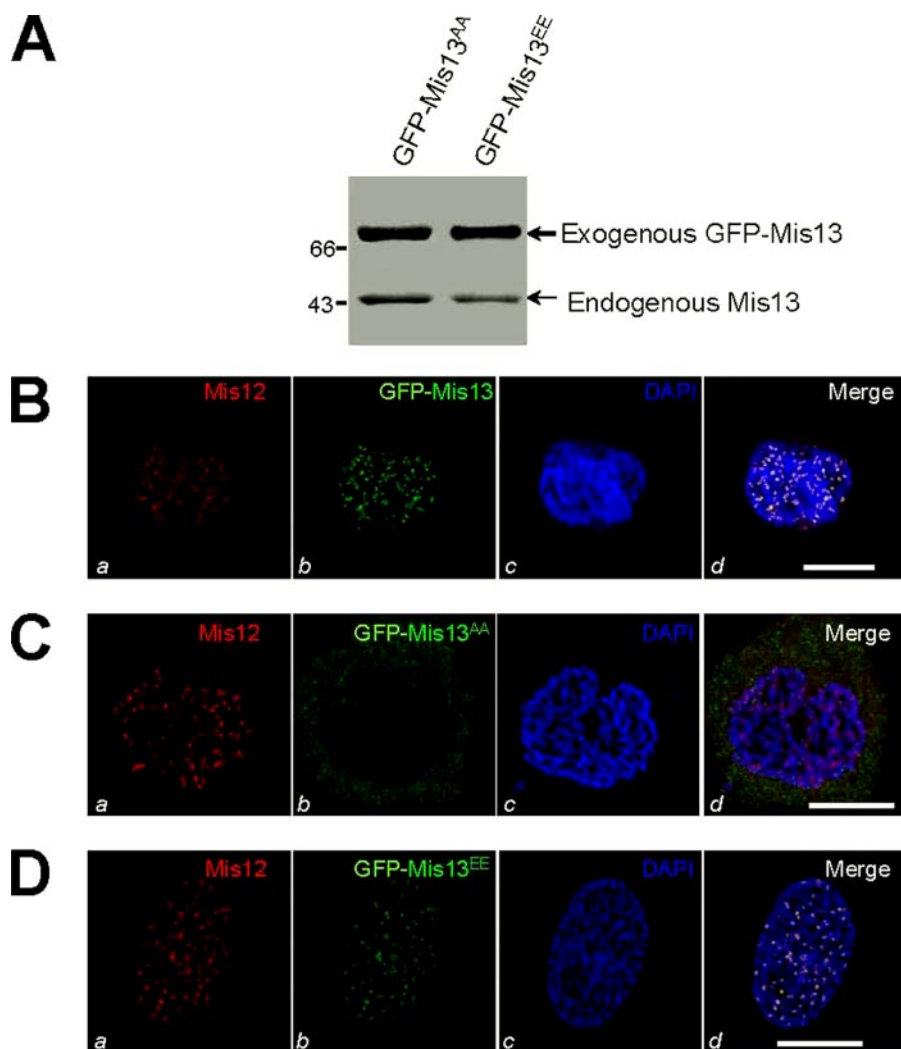 A
GFP-Mis13AA
GFP-Mis13EE
66
Exogenous GFP-Mis13
43
Endogenous Mis13
B
Mis12
GFP-Mis13
DAPI
Merge
a
b
c
d
C
Mis12
GFP-Mis13AA
DAPI
Merge
a
b
c
d
D
Mis12
GFP-Mis13EE
DAPI
Merge
a
b
c
d